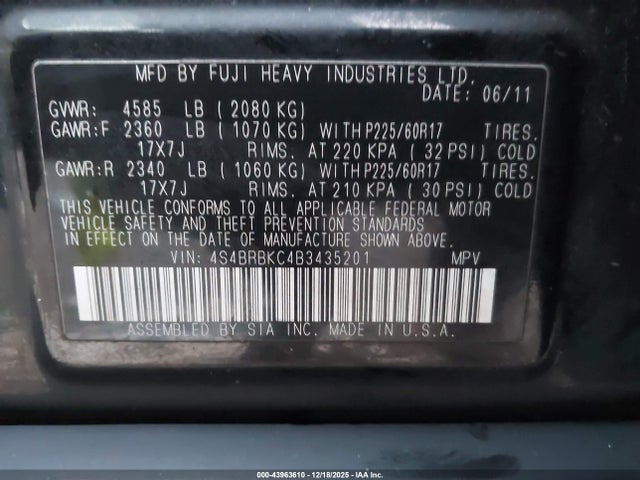 MFD BY FUJI HEAVY INDUSTRIES LTD.
DATE: 06/11
GVWR: 4585 LB (2080 KG)
GAWR:F 2360 LB (1070 KG) WITH P225/60R17 TIRES.
17X7J RIMS. AT 220 KPA (32 PSI) COLD
GAWR:R 2340 LB (1060 KG) WITH P225/60R17 TIRES.
17X7J RIMS. AT 210 KPA (30 PSI) COLD
THIS VEHICLE CONFORMS TO ALL APPLICABLE FEDERAL MOTOR
VEHICLE SAFETY AND THEFT PREVENTION STANDARDS
IN EFFECT ON THE DATE OF MANUFACTURE SHOWN ABOVE.
VIN: 4S4BRBKC4B3435201 MPV
ASSEMBLED BY SIA INC. MADE IN U.S.A.
000-43963610 - 12/18/2025 - IAA Inc.